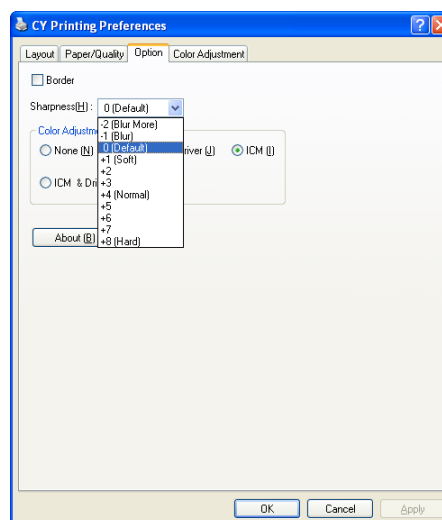 CY Printing Preferences
Layout Paper/Quality Option Color Adjustment
Border
Sharpness(H) : 0 (Default)
-2 (Blur More)
-1 (Blur)
0 (Default)
+1 (Soft)
+2
+3
+4 (Normal)
+5
+6
+7
+8 (Hard)
Color Adjustm
None (N) river (J) ICM (I)
ICM & Dri
About (B)
OK Cancel Apply